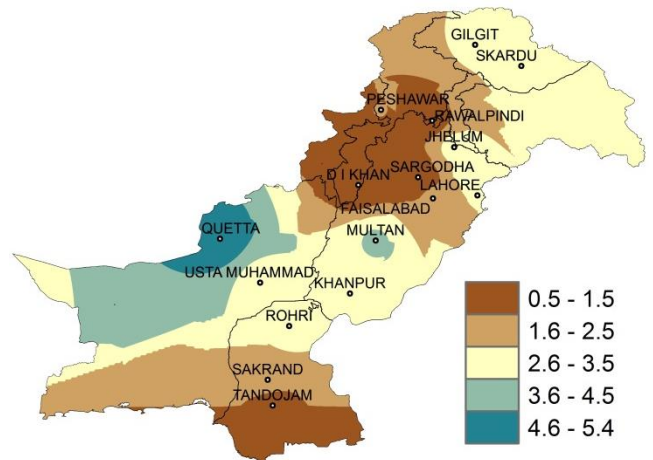 GILGIT
SKARDU
PESHAWAR
RAWALPINDI
JHELUM
D I KHAN
SARGODHA
LAHORE
FAISALABAD
QUETTA
MULTAN
USTA MUHAMMAD
KHANPUR
ROHRI
SAKRAND
TANDOJAM
0.5 - 1.5
1.6 - 2.5
2.6 - 3.5
3.6 - 4.5
4.6 - 5.4